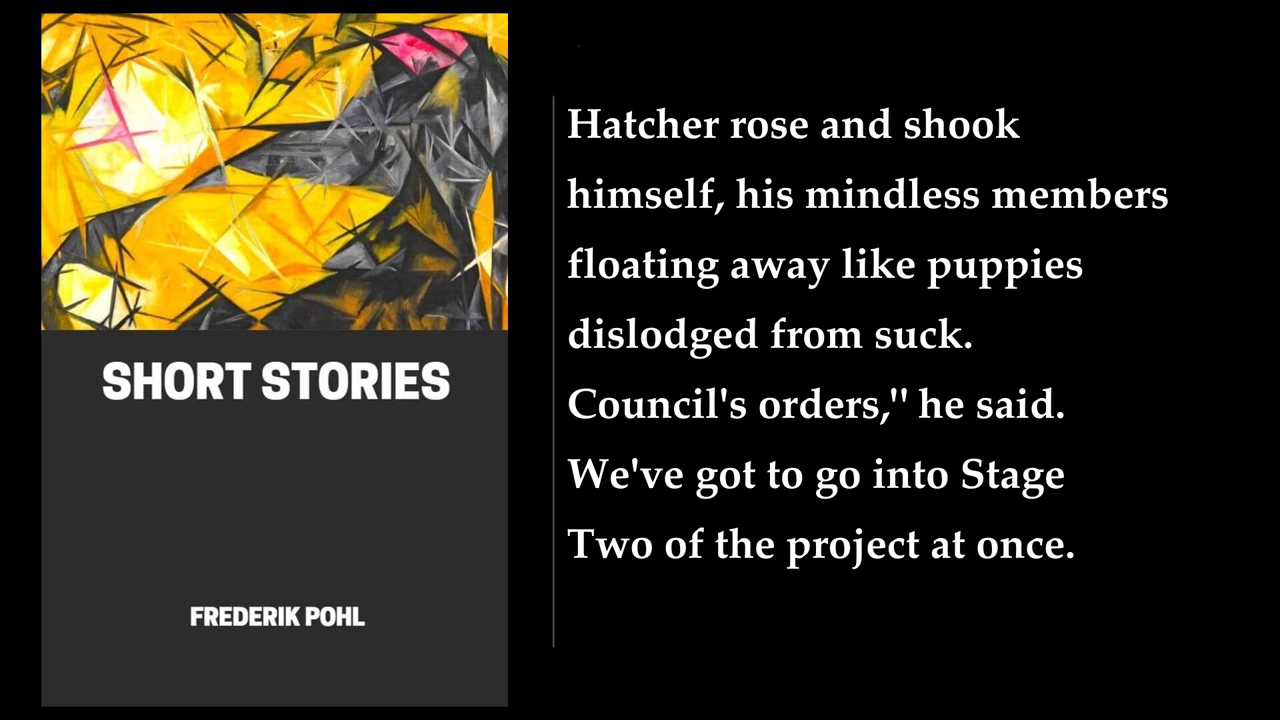 SHORT STORIES
FREDERIK POHL
Hatcher rose and shook
himself, his mindless members
floating away like puppies
dislodged from suck.
Council's orders," he said.
We've got to go into Stage
Two of the project at once.